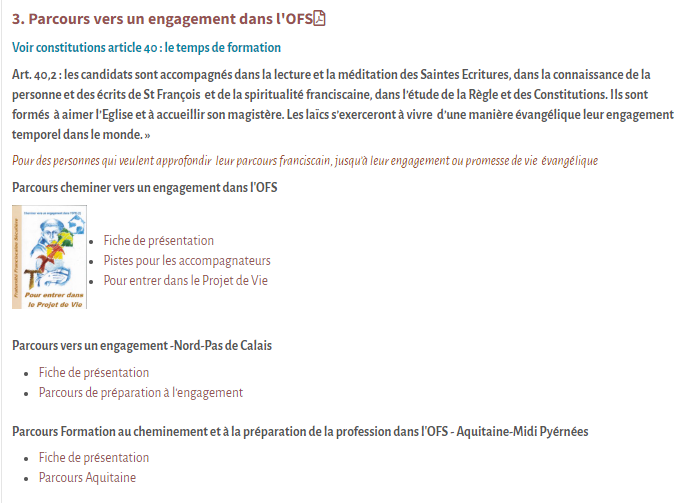 3. Parcours vers un engagement dans l'OFS
Voir constitutions article 40 : le temps de formation
Art. 40,2 : les candidats sont accompagnés dans la lecture et la méditation des Saintes Ecritures, dans la connaissance de la
personne et des écrits de St François et de la spiritualité franciscaine, dans l'étude de la Règle et des Constitutions. Ils sont
formés à aimer l'Eglise et à accueillir son magistère. Les laïcs s'exerceront à vivre d'une manière évangélique leur engagement
temporel dans le monde. »
Pour des personnes qui veulent approfondir leur parcours franciscain, jusqu'à leur engagement ou promesse de vie évangélique
Parcours cheminer vers un engagement dans l'OFS
Pour entrer dans
le Projet de Vie
• Fiche de présentation
• Pistes pour les accompagnateurs
• Pour entrer dans le Projet de Vie
Parcours vers un engagement -Nord-Pas de Calais
• Fiche de présentation
• Parcours de préparation à l'engagement
Parcours Formation au cheminement et à la préparation de la profession dans l'OFS - Aquitaine-Midi Pyérnées
• Fiche de présentation
• Parcours Aquitaine